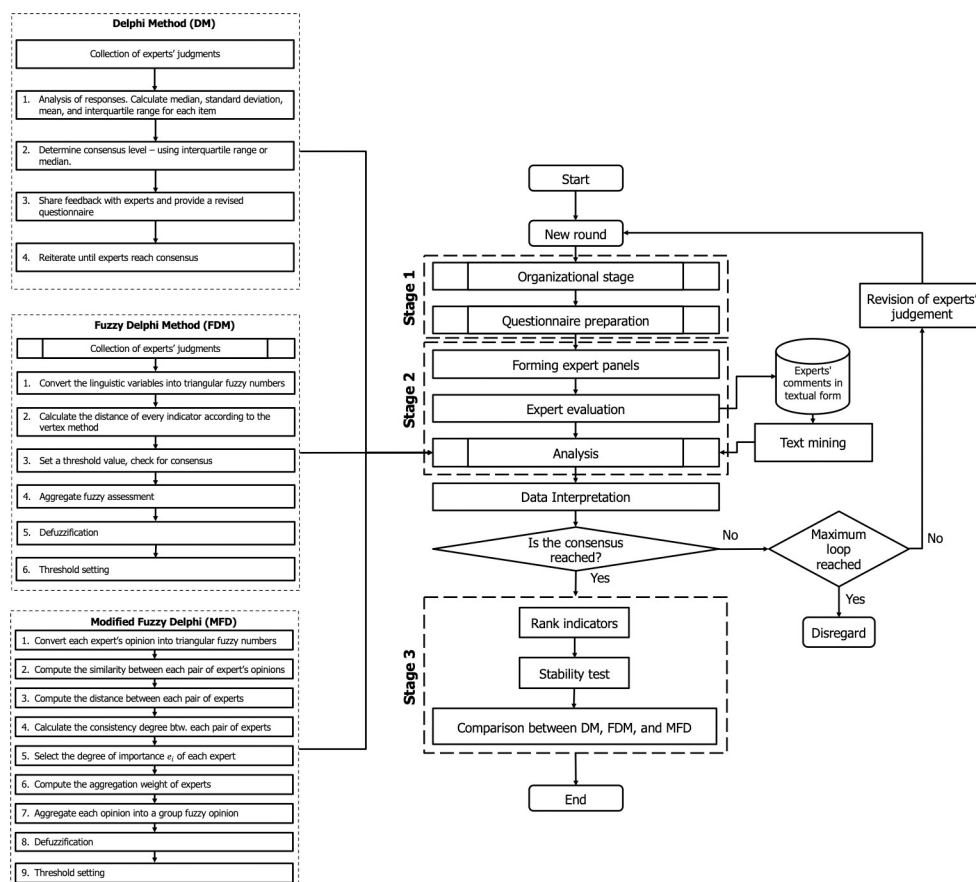 Delphi Method (DM)
Collection of experts' judgments
1. Analysis of responses. Calculate median, standard deviation,
mean, and interquartile range for each item
2. Determine consensus level – using interquartile range or
median.
3. Share feedback with experts and provide a revised
questionnaire
4. Reiterate until experts reach consensus
Fuzzy Delphi Method (FDM)
Collection of experts' judgments
1. Convert the linguistic variables into triangular fuzzy numbers
2. Calculate the distance of every indicator according to the
vertex method
3. Set a threshold value, check for consensus
4. Aggregate fuzzy assessment
5. Defuzzification
6. Threshold setting
Modified Fuzzy Delphi (MFD)
1. Convert each expert's opinion into triangular fuzzy numbers
2. Compute the similarity between each pair of expert's opinions
3. Compute the distance between each pair of experts
4. Calculate the consistency degree btw. each pair of experts
5. Select the degree of importance eᵢ of each expert
6. Compute the aggregation weight of experts
7. Aggregate each opinion into a group fuzzy opinion
8. Defuzzification
9. Threshold setting
Start
New round
Stage 1
Organizational stage
Questionnaire preparation
Stage 2
Forming expert panels
Expert evaluation
Analysis
Experts'
comments in
textual form
Text mining
Data Interpretation
Is the consensus
reached?
No
Yes
Maximum
loop
reached
No
Yes
Disregard
Revision of experts'
judgement
Stage 3
Rank indicators
Stability test
Comparison between DM, FDM, and MFD
End